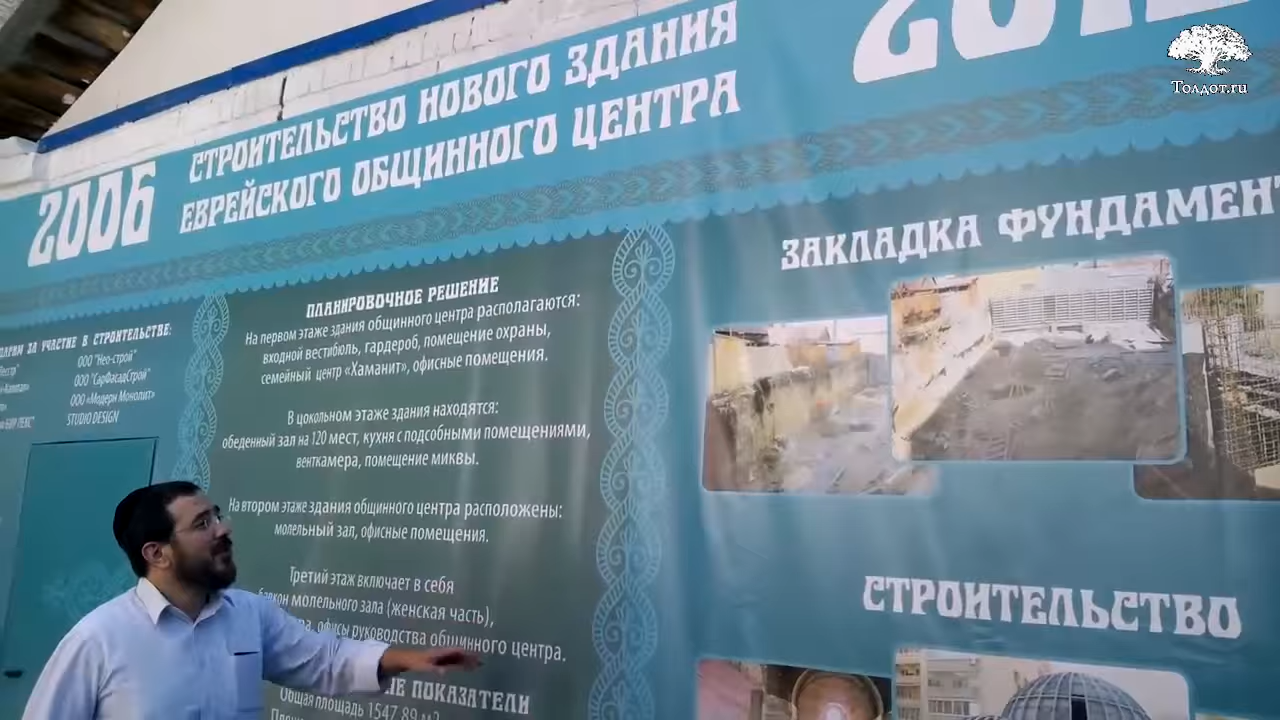 Толдот.ru
2006
СТРОИТЕЛЬСТВО НОВОГО ЗДАНИЯ
ЕВРЕЙСКОГО ОБЩИННОГО ЦЕНТРА
ЗА УЧАСТИЕ В СТРОИТЕЛЬСТВЕ:
ООО "Нео-строй"
ООО "СарФасадСтрой"
ООО «Модерн Монолит»
STUDIO DESIGN
ПЛАНИРОВОЧНОЕ РЕШЕНИЕ
На первом этаже здания общинного центра располагаются:
входной вестибюль, гардероб, помещение охраны,
семейный центр «Хаманит», офисные помещения.
В цокольном этаже здания находятся:
обеденный зал на 120 мест, кухня с подсобными помещениями,
венткамера, помещение миквы.
На втором этаже здания общинного центра расположены:
молельный зал, офисные помещения.
Третий этаж включает в себя
молельного зала (женская часть),
офисы руководства общинного центра.
ПОКАЗАТЕЛИ
Общая площадь 1547,89 м²
ЗАКЛАДКА ФУНДАМЕНТ
СТРОИТЕЛЬСТВО